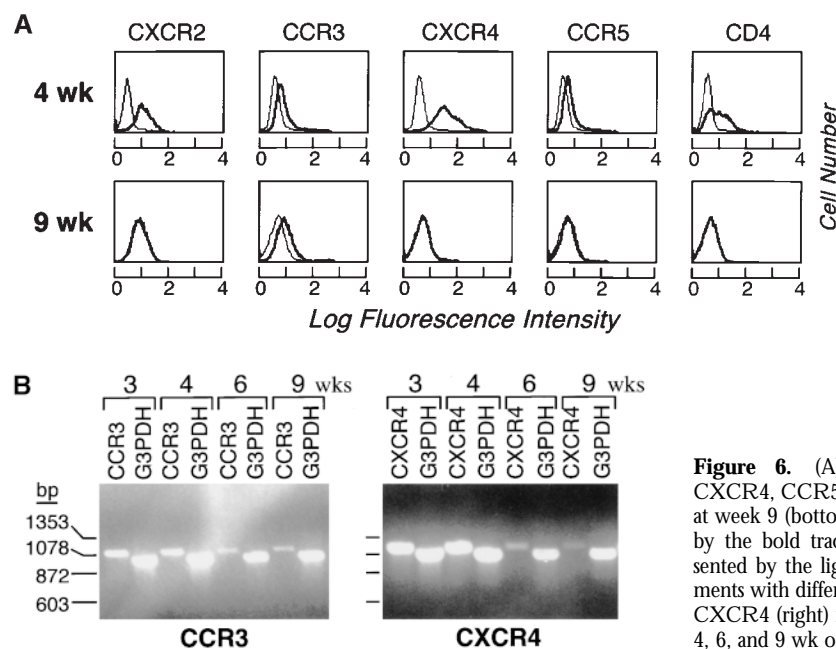 A
CXCR2 CCR3 CXCR4 CCR5 CD4
4 wk
0 2 4 0 2 4 0 2 4 0 2 4 0 2 4
9 wk
0 2 4 0 2 4 0 2 4 0 2 4 0 2 4
Cell Number
Log Fluorescence Intensity
B
3 4 6 9 wks
CCR3 G3PDH CCR3 G3PDH CCR3 G3PDH CCR3 G3PDH
bp
1353
1078
872
603
CCR3
3 4 6 9 wks
CXCR4 G3PDH CXCR4 G3PDH CXCR4 G3PDH CXCR4 G3PDH
CXCR4
Figure 6. (A
CXCR4, CCR5
at week 9 (botto
by the bold trac
sented by the lig
ments with differ
CXCR4 (right)
4, 6, and 9 wk o